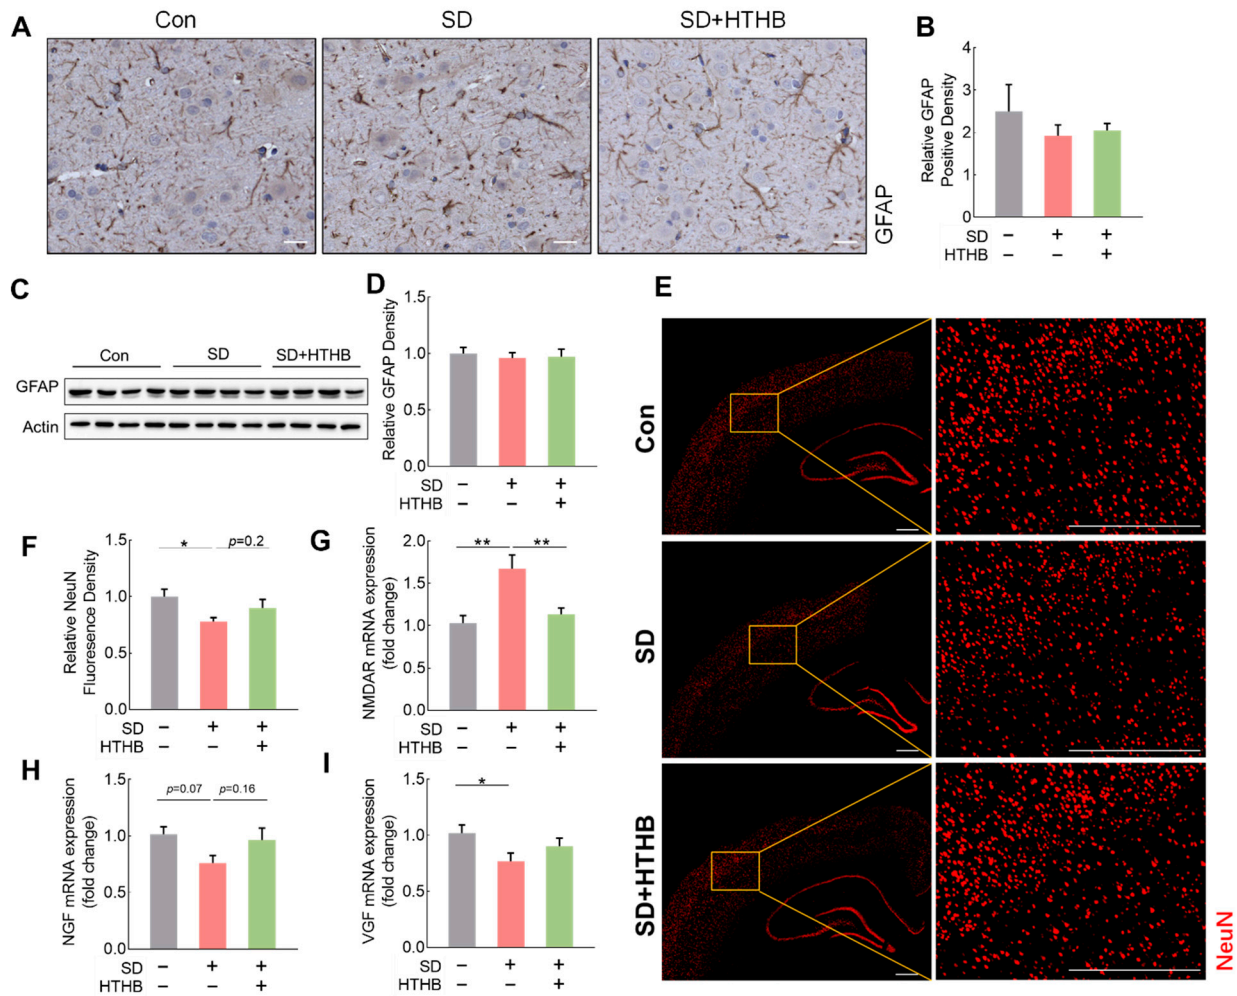 A
Con
SD
SD+HTHB
GFAP
B
Relative GFAP
Positive Density
4
3
2
1
0
SD – + +
HTHB – – +
C
Con
SD
SD+HTHB
GFAP
Actin
D
Relative GFAP Density
1.5
1.0
0.5
0.0
SD – + +
HTHB – – +
E
Con
SD
SD+HTHB
NeuN
F
Relative NeuN
Fluoresence Density
1.5
1.0
0.5
0.0
*
p=0.2
SD – + +
HTHB – – +
G
NMDAR mRNA expression
(fold change)
2.0
1.5
1.0
0.5
0.0
**
**
SD – + +
HTHB – – +
H
NGF mRNA expression
(fold change)
1.5
1.0
0.5
0.0
p=0.07
p=0.16
SD – + +
HTHB – – +
I
VGF mRNA expression
(fold change)
1.5
1.0
0.5
0.0
*
SD – + +
HTHB – – +